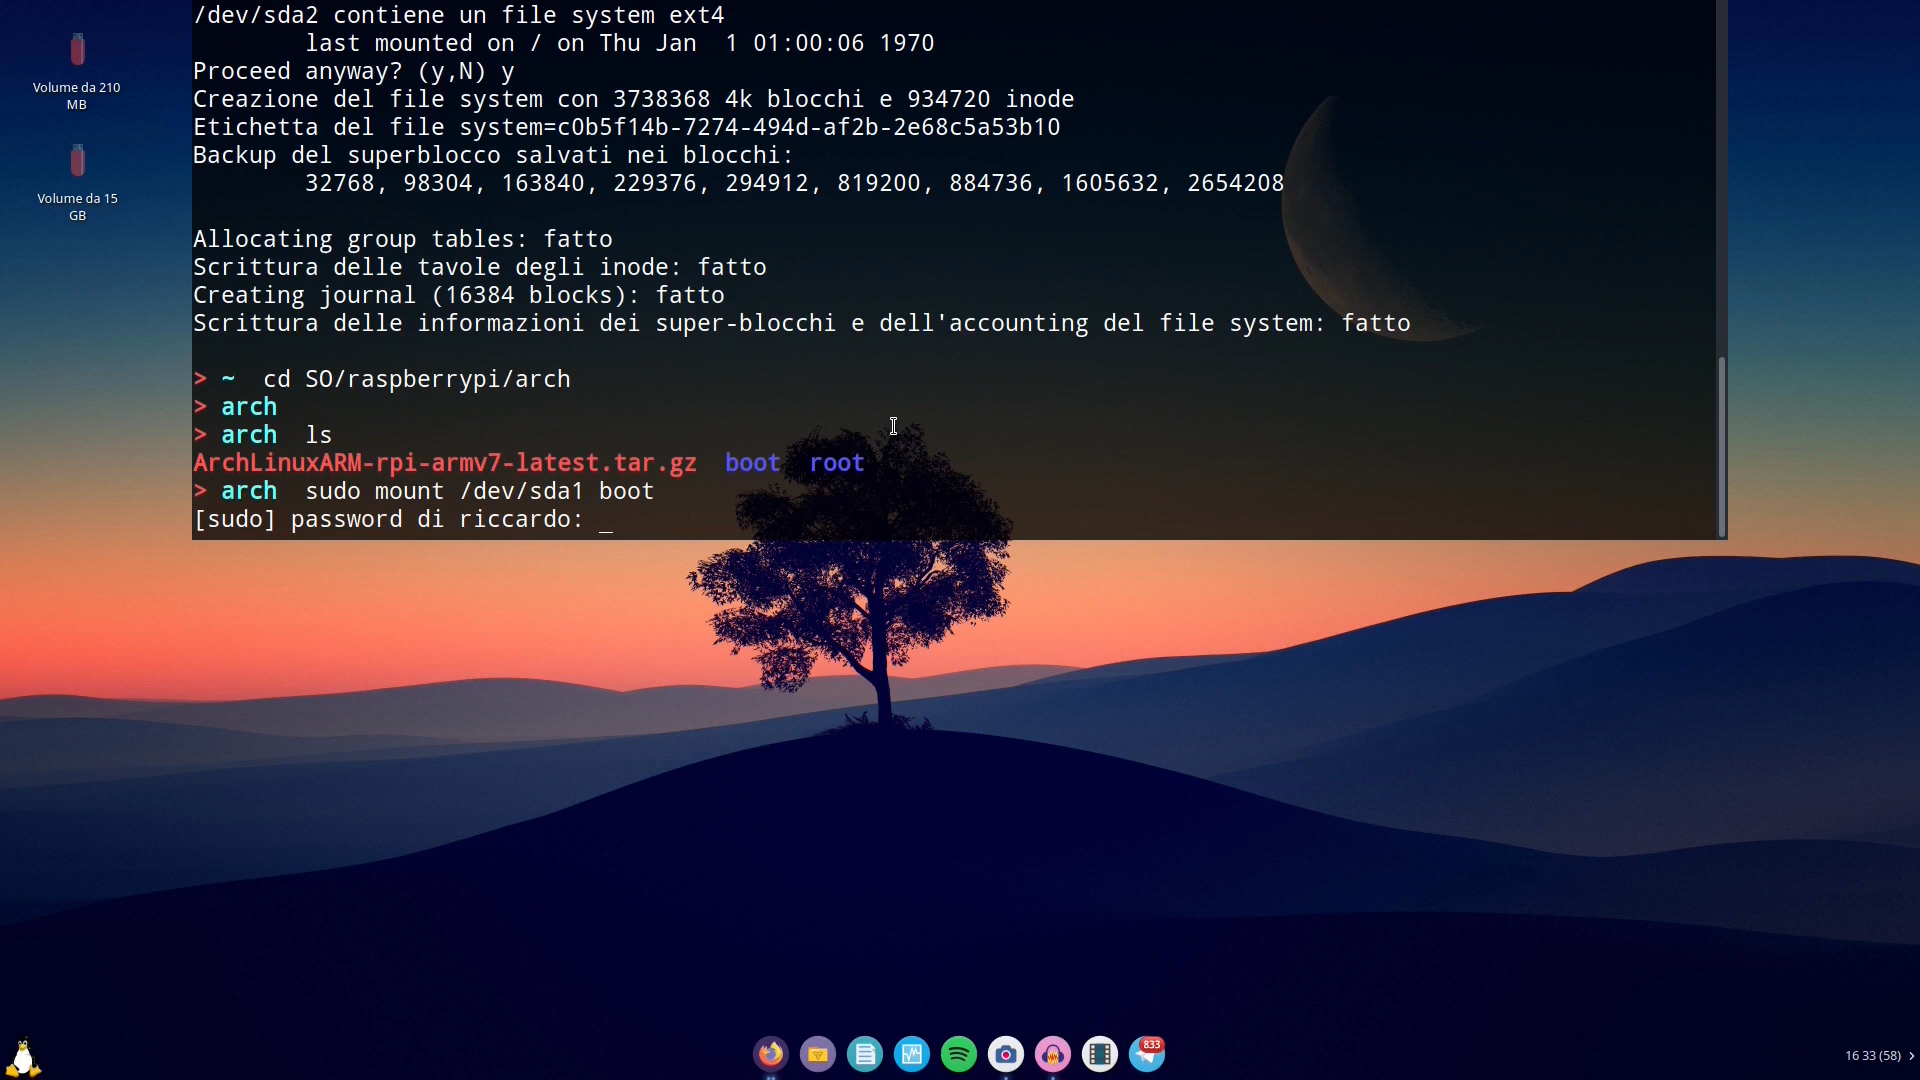 /dev/sda2 contiene un file system ext4
last mounted on / on Thu Jan  1 01:00:06 1970
Proceed anyway? (y,N) y
Creazione del file system con 3738368 4k blocchi e 934720 inode
Etichetta del file system=c0b5f14b-7274-494d-af2b-2e68c5a53b10
Backup del superblocco salvati nei blocchi:
32768, 98304, 163840, 229376, 294912, 819200, 884736, 1605632, 2654208
Allocating group tables: fatto
Scrittura delle tavole degli inode: fatto
Creating journal (16384 blocks): fatto
Scrittura delle informazioni dei super-blocchi e dell'accounting del file system: fatto
> ~  cd SO/raspberrypi/arch
> arch
> arch  ls
ArchLinuxARM-rpi-armv7-latest.tar.gz  boot  root
> arch  sudo mount /dev/sda1 boot
[sudo] password di riccardo: _
Volume da 210
MB
Volume da 15
GB
833
16 33 (58) >